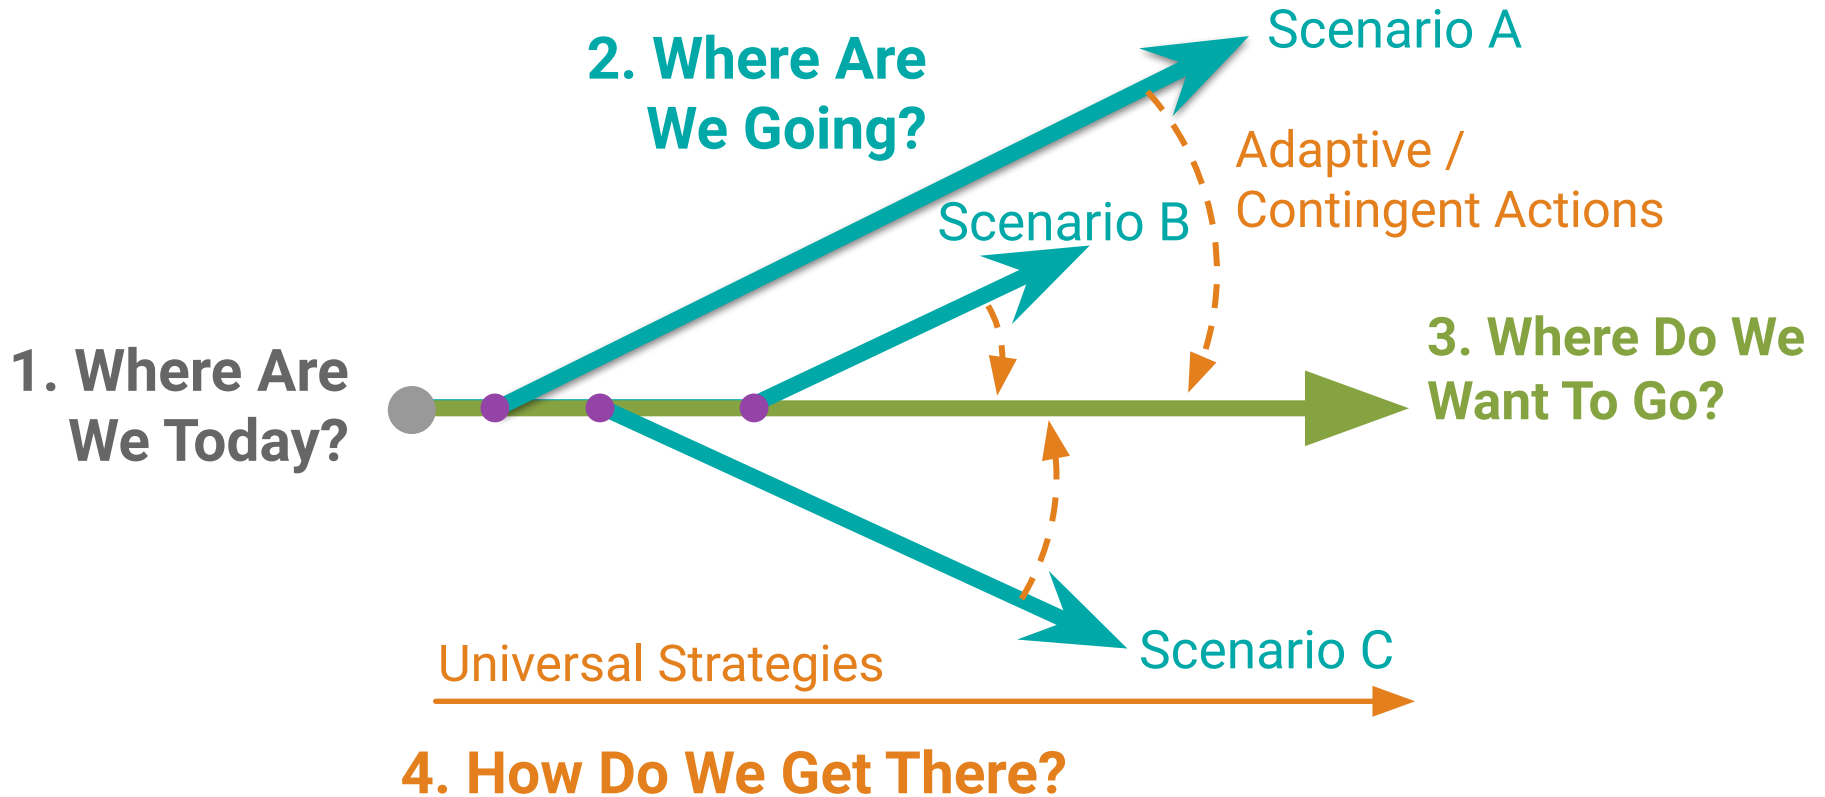 Scenario A
2. Where Are
We Going?
Adaptive /
Contingent Actions
Scenario B
1. Where Are
We Today?
3. Where Do We
Want To Go?
Scenario C
Universal Strategies
4. How Do We Get There?